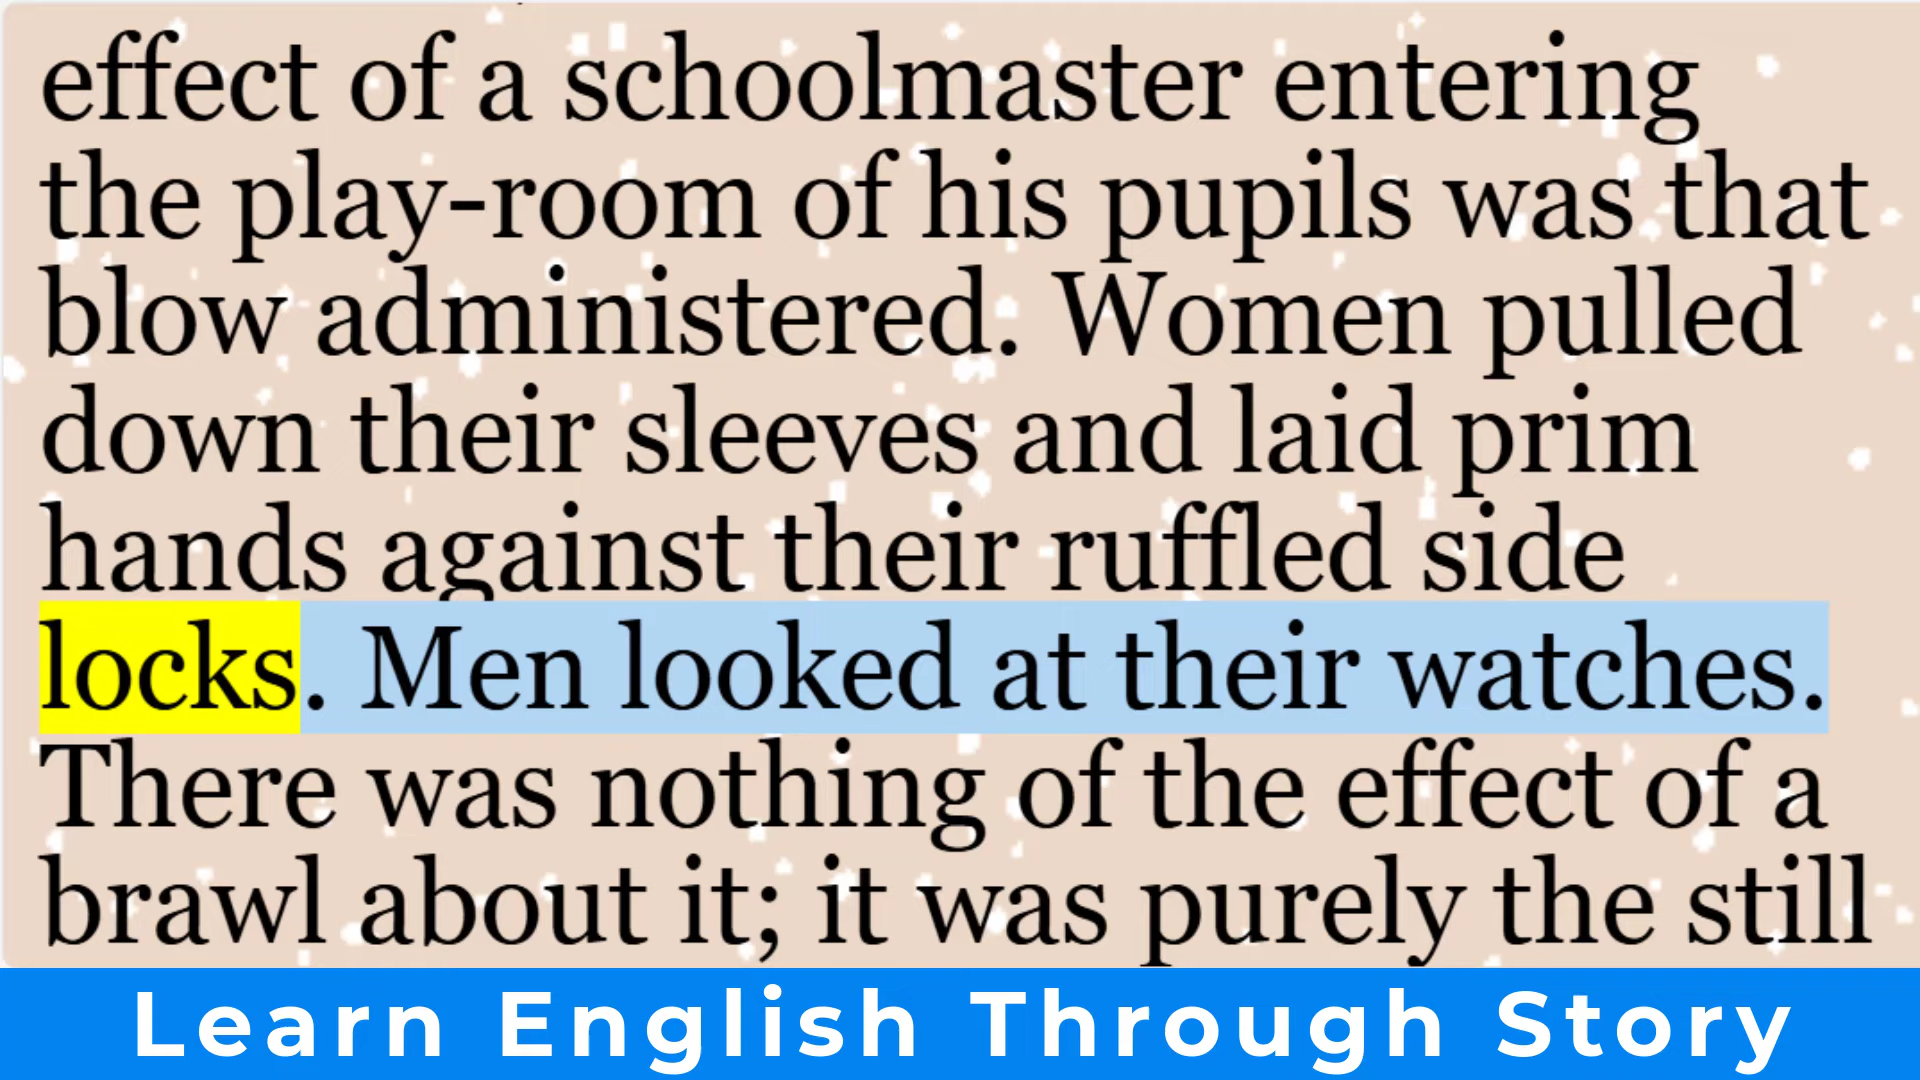 effect of a schoolmaster entering
the play-room of his pupils was that
blow administered. Women pulled
down their sleeves and laid prim
hands against their ruffled side
locks. Men looked at their watches.
There was nothing of the effect of a
brawl about it; it was purely the still
Learn English Through Story